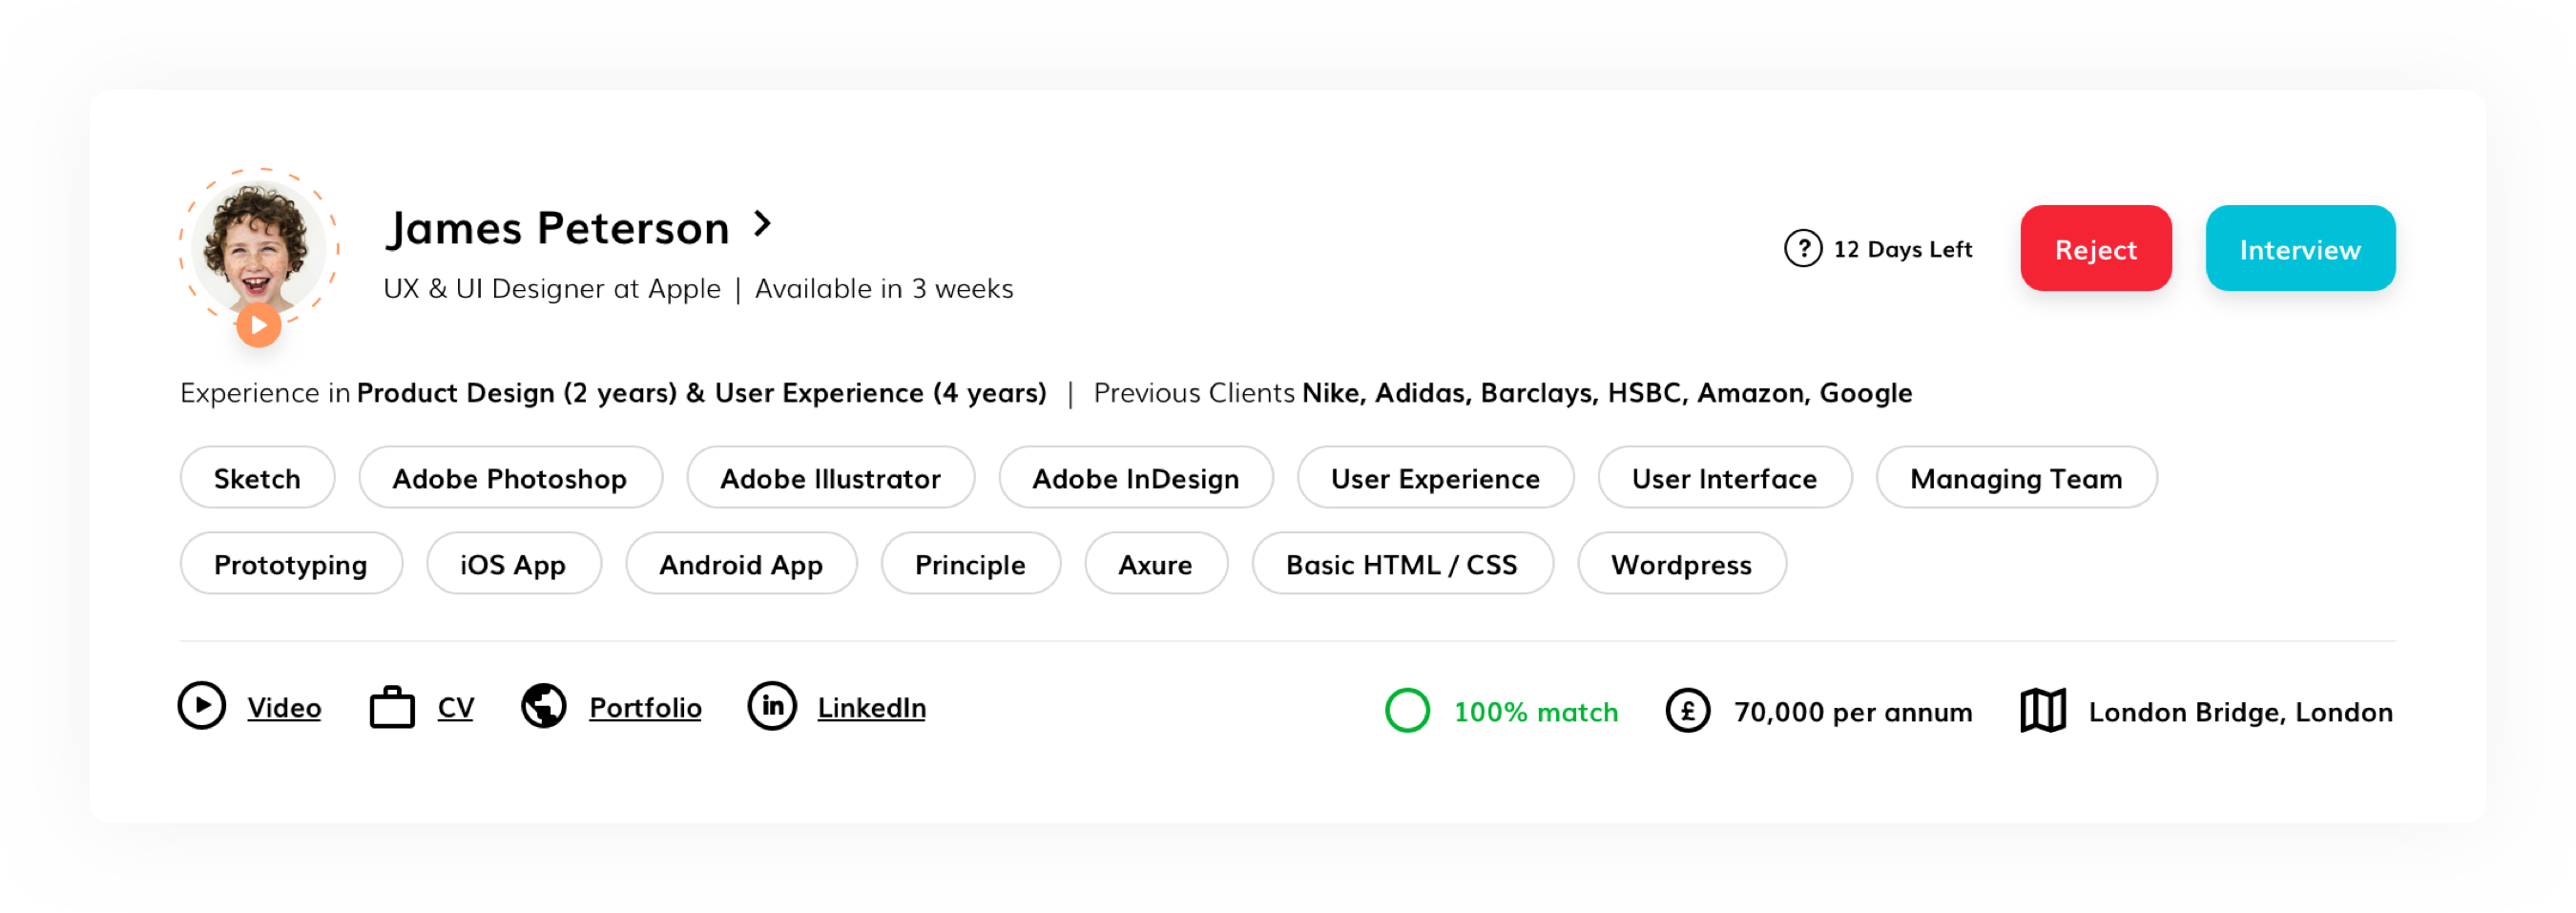 James Peterson
UX & UI Designer at Apple | Available in 3 weeks
? 12 Days Left
Reject
Interview
Experience in Product Design (2 years) & User Experience (4 years) | Previous Clients Nike, Adidas, Barclays, HSBC, Amazon, Google
Sketch Adobe Photoshop Adobe Illustrator Adobe InDesign User Experience User Interface Managing Team
Prototyping iOS App Android App Principle Axure Basic HTML / CSS Wordpress
Video CV Portfolio in LinkedIn 100% match £ 70,000 per annum London Bridge, London